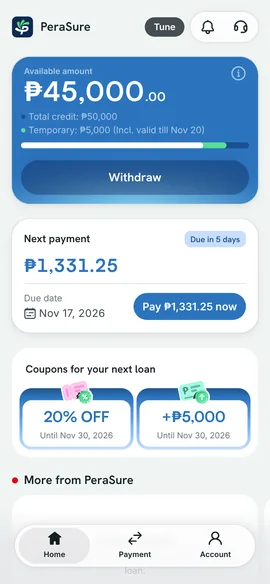 PeraSure
Tune
Available amount
₱45,000.00
Total credit: ₱50,000
Temporary: ₱5,000 (Incl. valid till Nov 20)
Withdraw
Next payment
Due in 5 days
₱1,331.25
Due date
Nov 17, 2026
Pay ₱1,331.25 now
Coupons for your next loan
20% OFF
Until Nov 30, 2026
+₱5,000
Until Nov 30, 2026
More from PeraSure
Home
Payment
Account
loan.